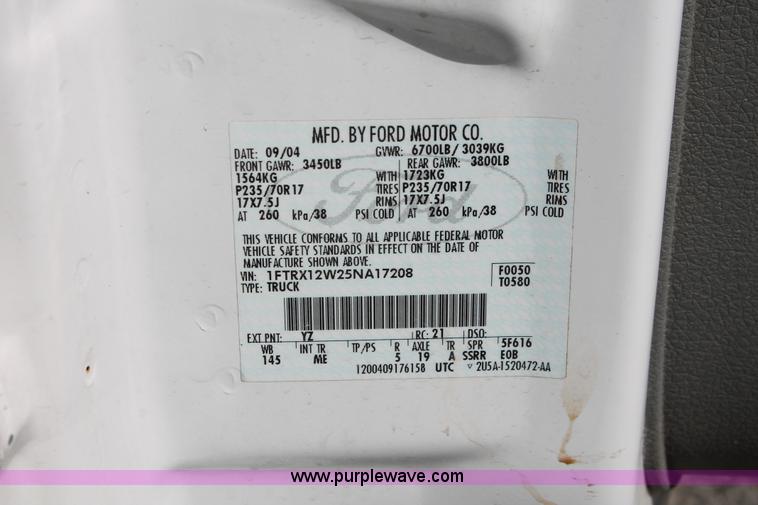 MFD. BY FORD MOTOR CO.
DATE: 09/04 GVWR: 6700LB / 3039KG
FRONT GAWR: 3450LB REAR GAWR: 3800LB
1564KG WITH 1723KG WITH
P235/70R17 TIRES P235/70R17 TIRES
17X7.5J RIMS 17X7.5J RIMS
AT 260 kPa/38 PSI COLD AT 260 kPa/38 PSI COLD
Ford
THIS VEHICLE CONFORMS TO ALL APPLICABLE FEDERAL MOTOR
VEHICLE SAFETY STANDARDS IN EFFECT ON THE DATE OF
MANUFACTURE SHOWN ABOVE.
VIN: 1FTRX12W25NA17208 F0050
TYPE: TRUCK T0580
EXT PNT: YZ RC: 21 DSO:
WB INT TR TP/PS R AXLE TR SPR 5F616
145 ME 5 19 A SSRR EOB
1200409176158 UTC ▽ 2U5A-1520472-AA
www.purplewave.com